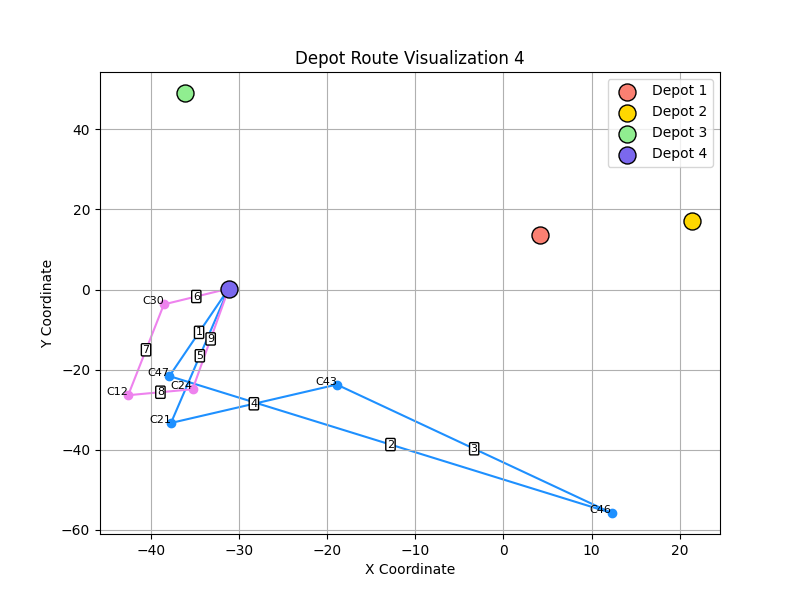 Depot Route Visualization 4
Depot 1
Depot 2
Depot 3
Depot 4
Y Coordinate
40
20
0
−20
−40
−60
C30
6
1
9
7
5
C47
C24
C12
8
C21
4
C43
2
3
C46
−40
−30
−20
−10
0
10
20
X Coordinate